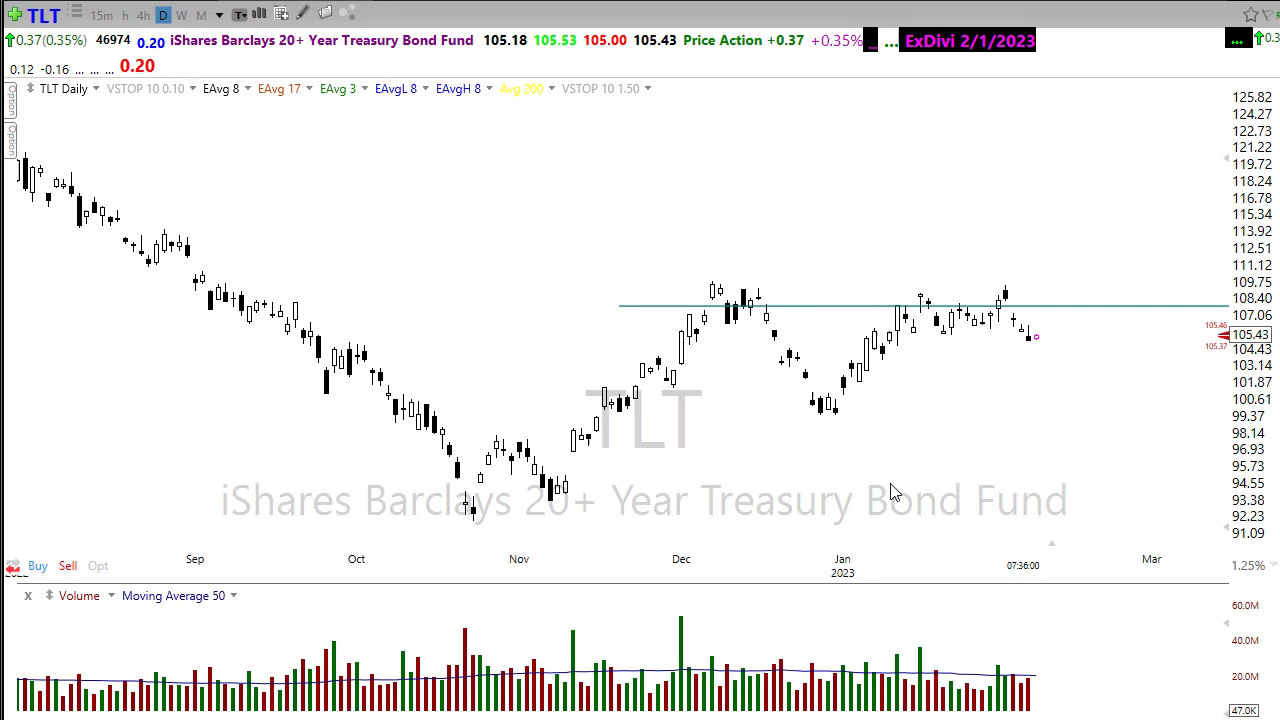 TLT 15m h 4h D W M T
0.37(0.35%) 46974 0.20 iShares Barclays 20+ Year Treasury Bond Fund 105.18 105.53 105.00 105.43 Price Action +0.37 +0.35% ... ... ExDivi 2/1/2023 ... 0.3
0.12 -0.16 ... ... ... 0.20
Option
Option
TLT Daily VSTOP 10 0.10 EAvg 8 EAvg 17 EAvg 3 EAvgL 8 EAvgH 8 Avg 200 VSTOP 10 1.50
125.82
124.27
122.73
121.22
119.72
118.24
116.78
115.34
113.92
112.51
111.12
109.75
108.40
107.06
105.46
105.43
105.37
104.43
103.14
101.87
100.61
99.37
98.14
96.93
95.73
94.55
93.38
92.23
91.09
TLT
iShares Barclays 20+ Year Treasury Bond Fund
Sep Oct Nov Dec Jan Mar
2023 07:36:00
Buy Sell Opt 1.25%
X Volume Moving Average 50
60.0M
40.0M
20.0M
47.0K